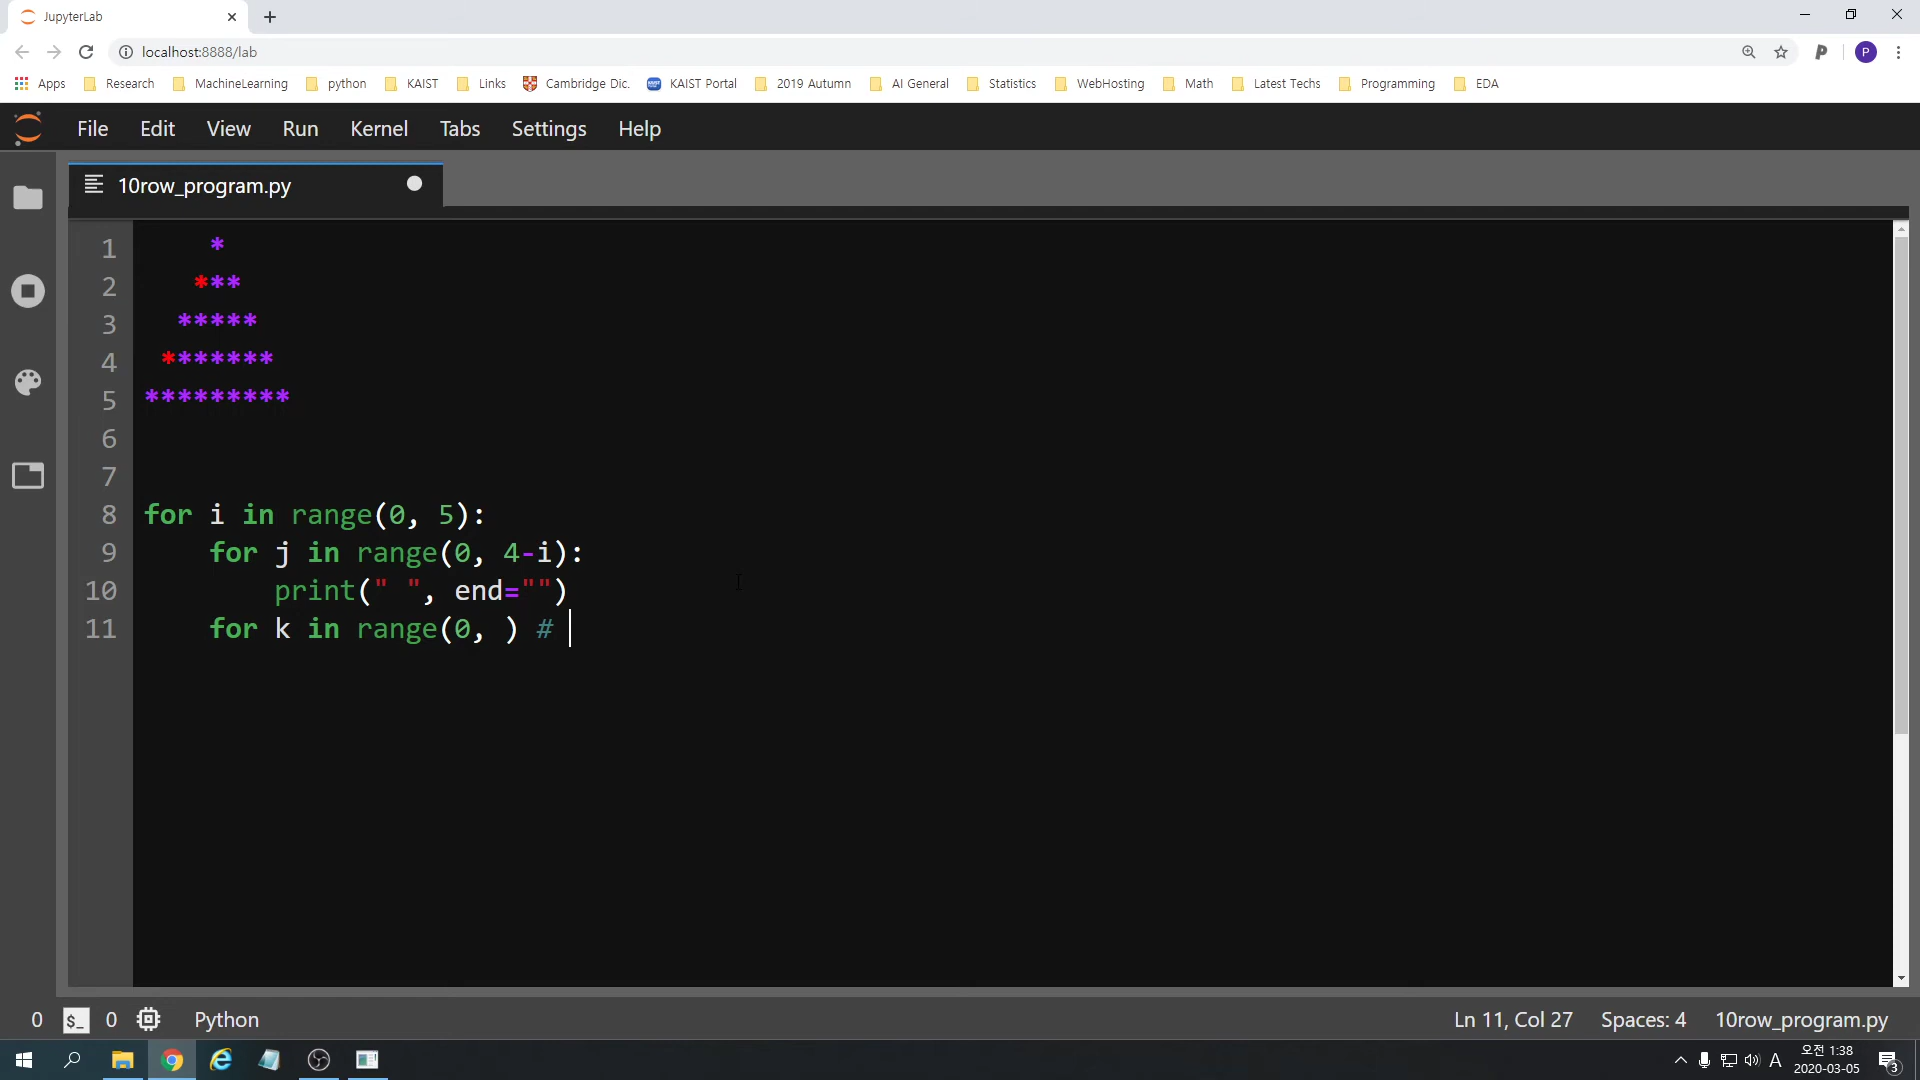 JupyterLab
localhost:8888/lab
P
Apps Research MachineLearning python KAIST Links Cambridge Dic. KAIST Portal 2019 Autumn AI General Statistics WebHosting Math Latest Techs Programming EDA
File Edit View Run Kernel Tabs Settings Help
10row_program.py
1 *
2 ***
3 *****
4 *******
5 *********
6
7
8 for i in range(0, 5):
9 for j in range(0, 4-i):
10 print(" ", end="")
11 for k in range(0, ) #
0 $_ 0 Python Ln 11, Col 27 Spaces: 4 10row_program.py
A 오전 1:38
2020-03-05
3